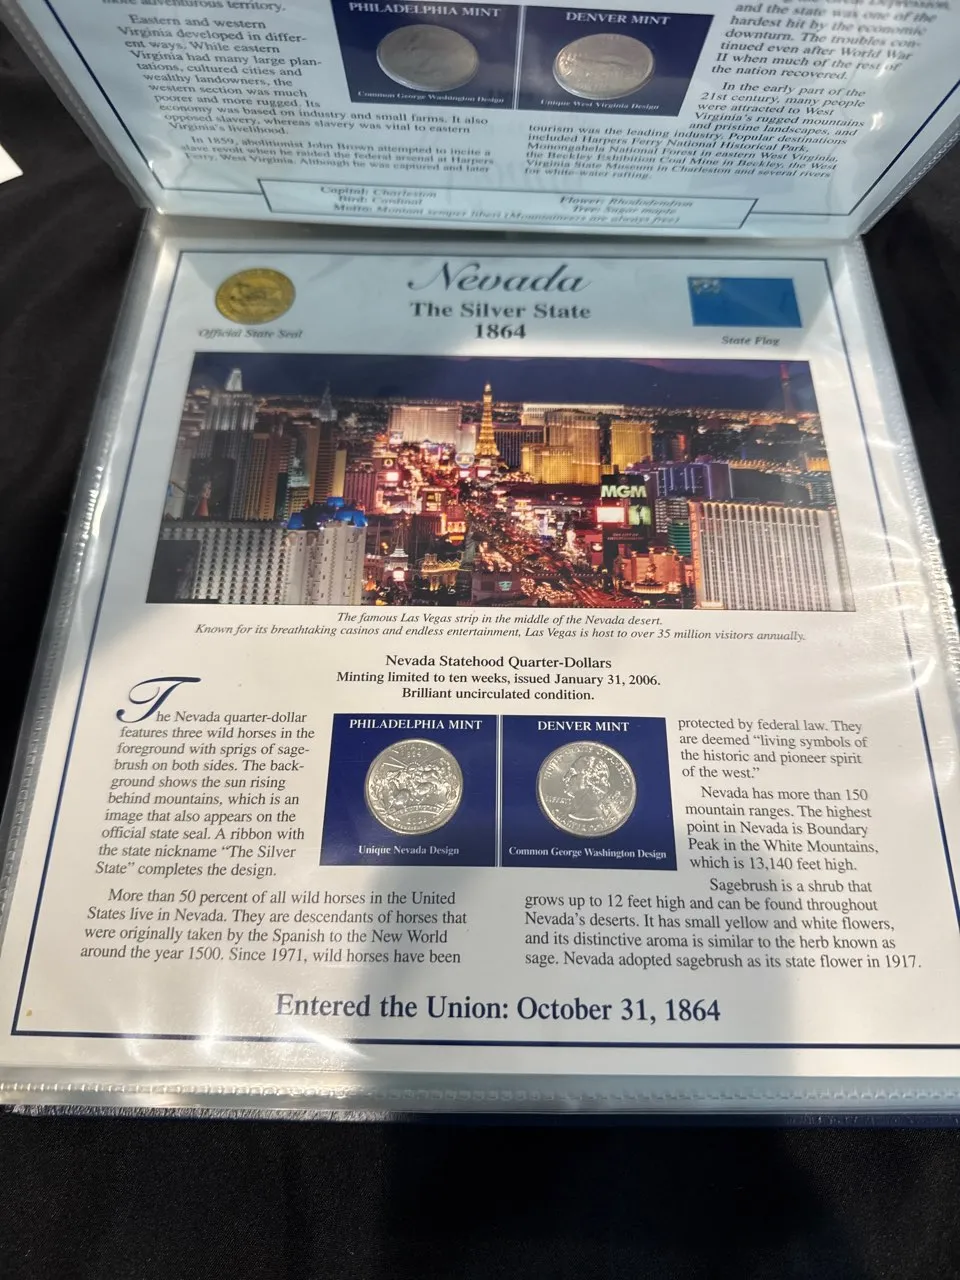 more adventurous territory.
Eastern and western
Virginia developed in differ-
ent ways. While eastern
Virginia had many large plan-
tations, cultured cities and
wealthy landowners, the
western section was much
poorer and more rugged. Its
economy was based on industry and small farms. It also
opposed slavery, whereas slavery was vital to eastern
Virginia's livelihood.
In 1859, abolitionist John Brown attempted to incite a
slave revolt when he raided the federal arsenal at Harpers
Ferry, West Virginia. Although he was captured and later
PHILADELPHIA MINT
Common George Washington Design
DENVER MINT
Unique West Virginia Design
and the state was one of the
hardest hit by the economic
downturn. The troubles con-
tinued even after World War
II when much of the rest of
the nation recovered.
In the early part of the
21st century, many people
were attracted to West
Virginia's rugged mountains
and pristine landscapes, and
tourism was the leading industry. Popular destinations
included Harpers Ferry National Historical Park,
Monongahela National Forest in eastern West Virginia,
the Beckley Exhibition Coal Mine in Beckley, the West
Virginia State Museum in Charleston and several rivers
for white-water rafting.
Capital: Charleston
Bird: Cardinal
Motto: Montani semper liberi (Mountaineers are always free)
Flower: Rhododendron
Tree: Sugar maple
Nevada
The Silver State
1864
Official State Seal
State Flag
MGM
The famous Las Vegas strip in the middle of the Nevada desert.
Known for its breathtaking casinos and endless entertainment, Las Vegas is host to over 35 million visitors annually.
Nevada Statehood Quarter-Dollars
Minting limited to ten weeks, issued January 31, 2006.
Brilliant uncirculated condition.
The Nevada quarter-dollar
features three wild horses in the
foreground with sprigs of sage-
brush on both sides. The back-
ground shows the sun rising
behind mountains, which is an
image that also appears on the
official state seal. A ribbon with
the state nickname “The Silver
State” completes the design.
More than 50 percent of all wild horses in the United
States live in Nevada. They are descendants of horses that
were originally taken by the Spanish to the New World
around the year 1500. Since 1971, wild horses have been
PHILADELPHIA MINT
Unique Nevada Design
DENVER MINT
Common George Washington Design
protected by federal law. They
are deemed “living symbols of
the historic and pioneer spirit
of the west.”
Nevada has more than 150
mountain ranges. The highest
point in Nevada is Boundary
Peak in the White Mountains,
which is 13,140 feet high.
Sagebrush is a shrub that
grows up to 12 feet high and can be found throughout
Nevada's deserts. It has small yellow and white flowers,
and its distinctive aroma is similar to the herb known as
sage. Nevada adopted sagebrush as its state flower in 1917.
Entered the Union: October 31, 1864